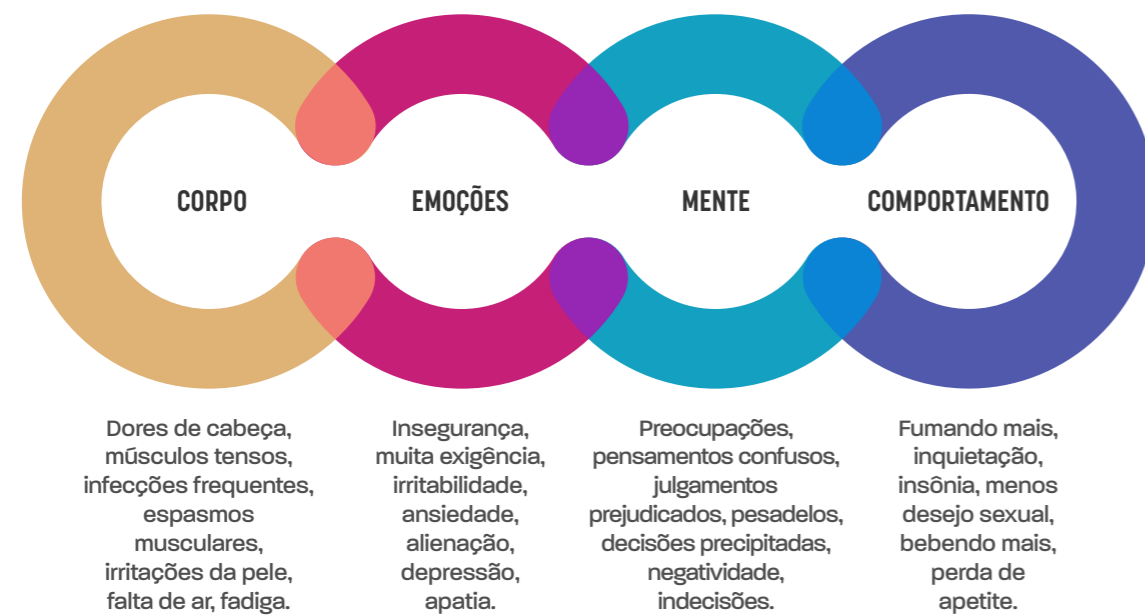 CORPO
EMOÇÕES
MENTE
COMPORTAMENTO
Dores de cabeça,
músculos tensos,
infecções frequentes,
espasmos
musculares,
irritações da pele,
falta de ar, fadiga.
Insegurança,
muita exigência,
irritabilidade,
ansiedade,
alienação,
depressão,
apatia.
Preocupações,
pensamentos confusos,
julgamentos
prejudicados, pesadelos,
decisões precipitadas,
negatividade,
indecisões.
Fumando mais,
inquietação,
insônia, menos
desejo sexual,
bebendo mais,
perda de
apetite.